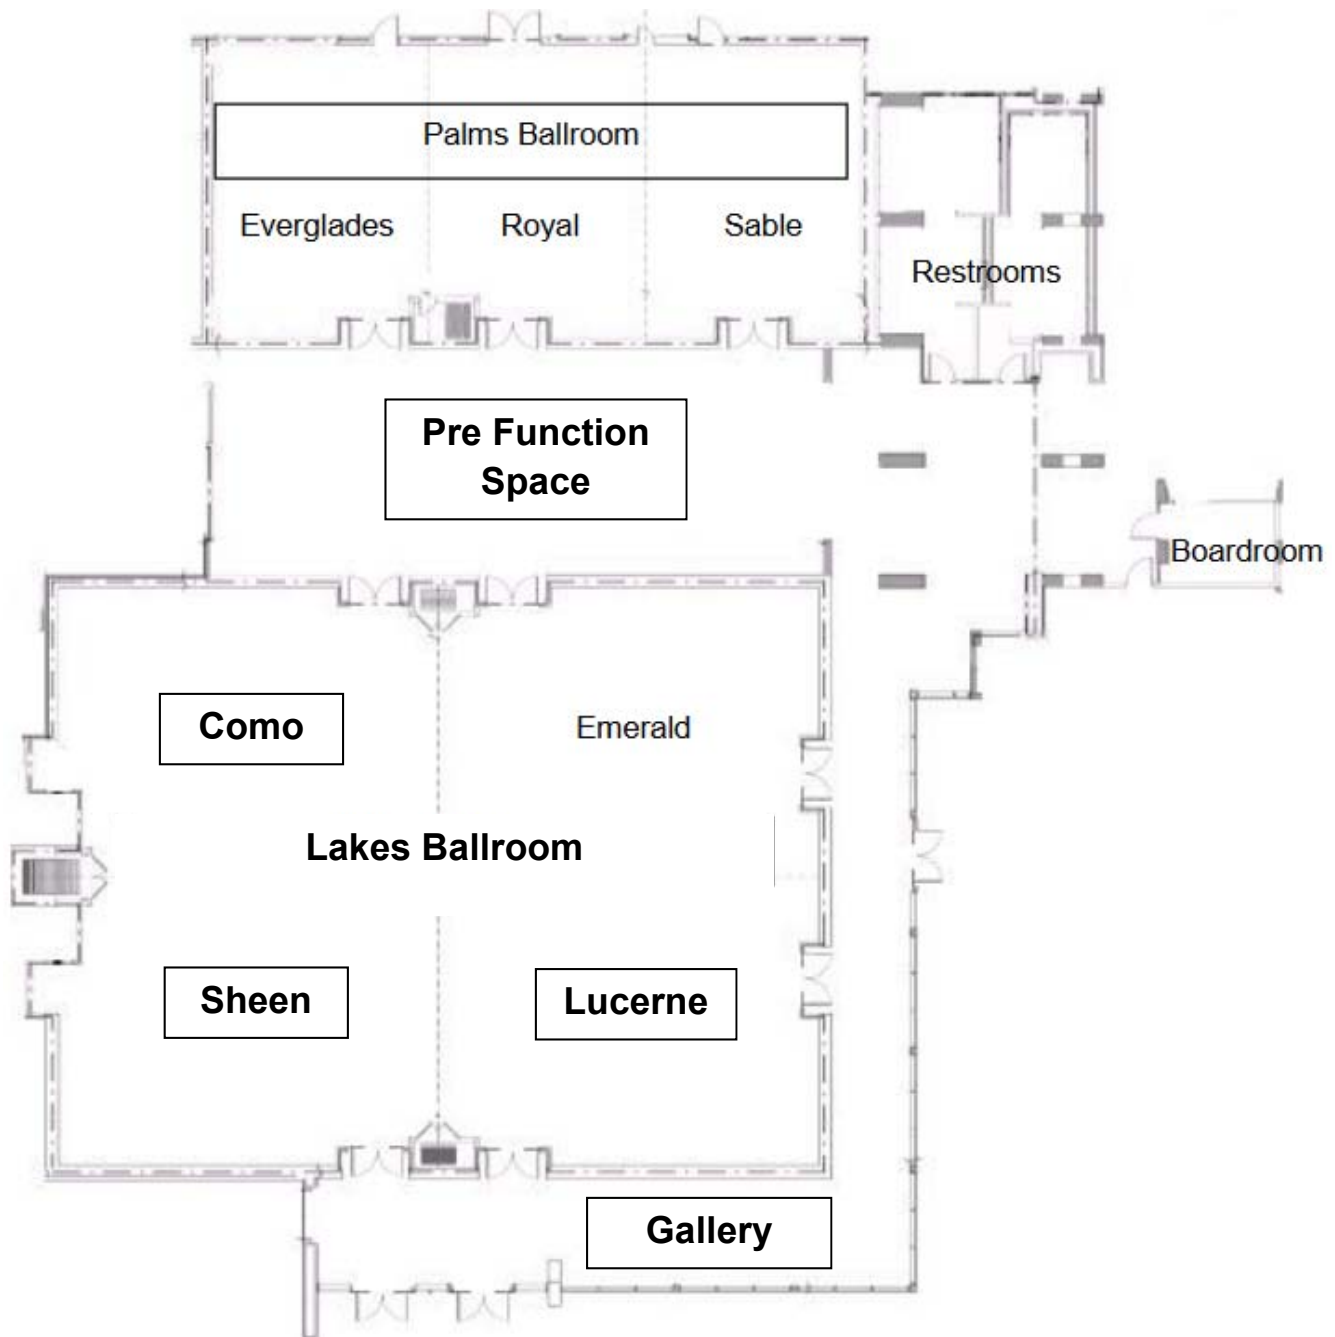 Palms Ballroom
Everglades
Royal
Sable
Restrooms
Pre Function
Space
Boardroom
Como
Emerald
Lakes Ballroom
Sheen
Lucerne
Gallery